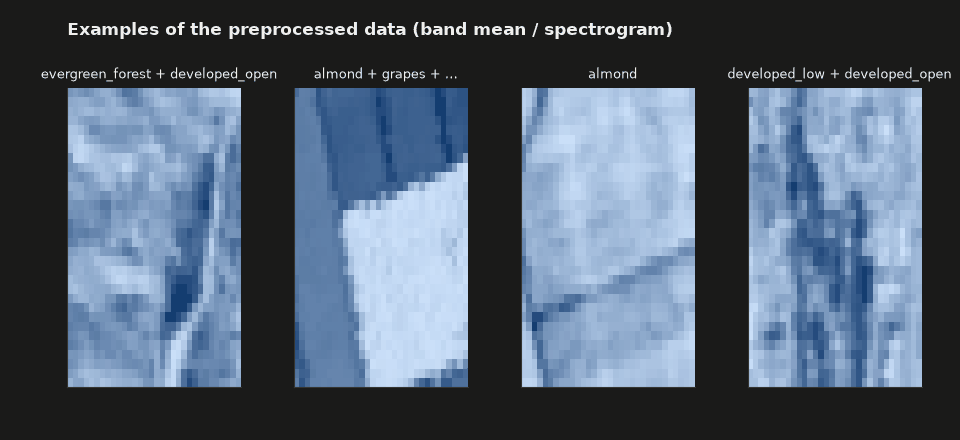 Examples of the preprocessed data (band mean / spectrogram)
evergreen_forest + developed_open
almond + grapes + ...
almond
developed_low + developed_open